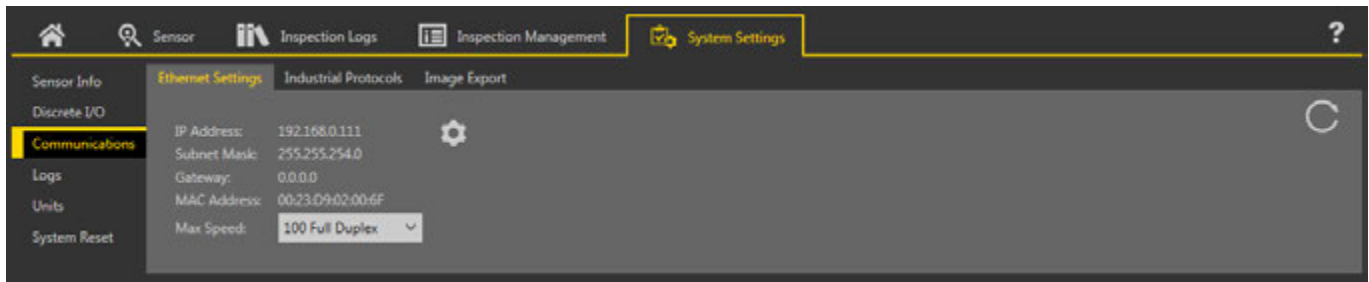 Sensor Inspection Logs Inspection Management System Settings ?
Sensor Info
Discrete I/O
Communications
Logs
Units
System Reset
Ethernet Settings Industrial Protocols Image Export
IP Address: 192.168.0.111
Subnet Mask: 255.255.254.0
Gateway: 0.0.0.0
MAC Address: 00:23:D9:02:00:6F
Max Speed: 100 Full Duplex